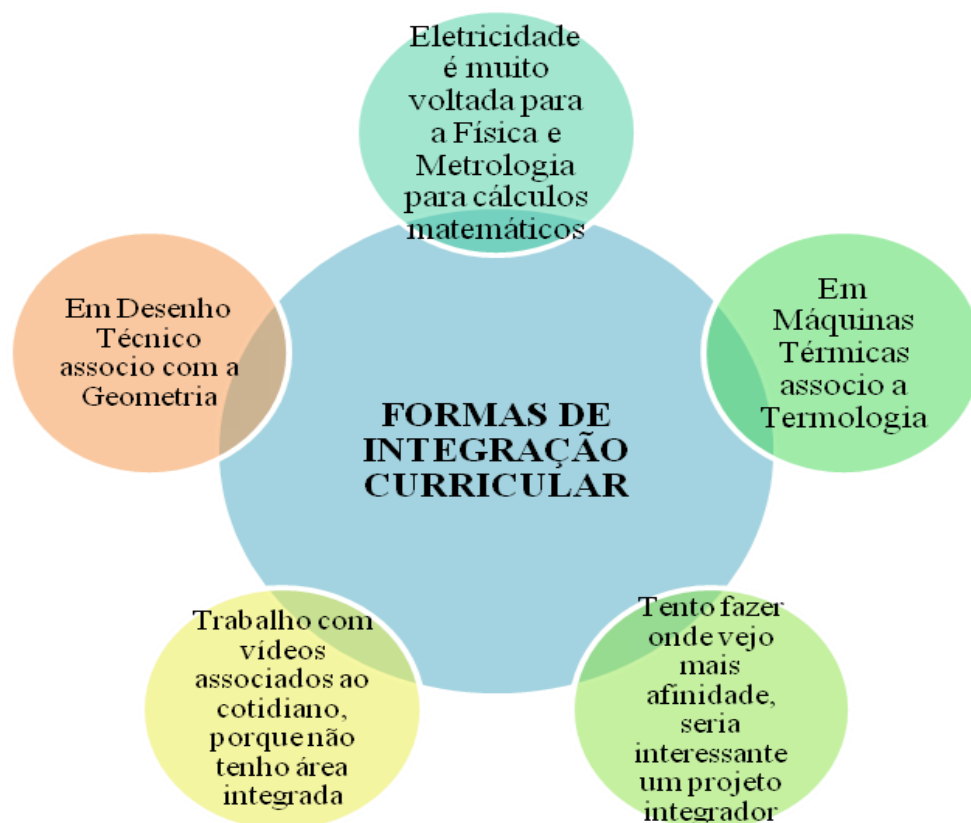 Eletricidade
é muito
voltada para
a Física e
Metrologia
para cálculos
matemáticos
Em
Máquinas
Térmicas
associo a
Termologia
Tento fazer
onde vejo
mais
afinidade,
seria
interessante
um projeto
integrador
Trabalho com
vídeos
associados ao
cotidiano,
porque não
tenho área
integrada
Em Desenho
Técnico
associo com a
Geometria
FORMAS DE
INTEGRAÇÃO
CURRICULAR